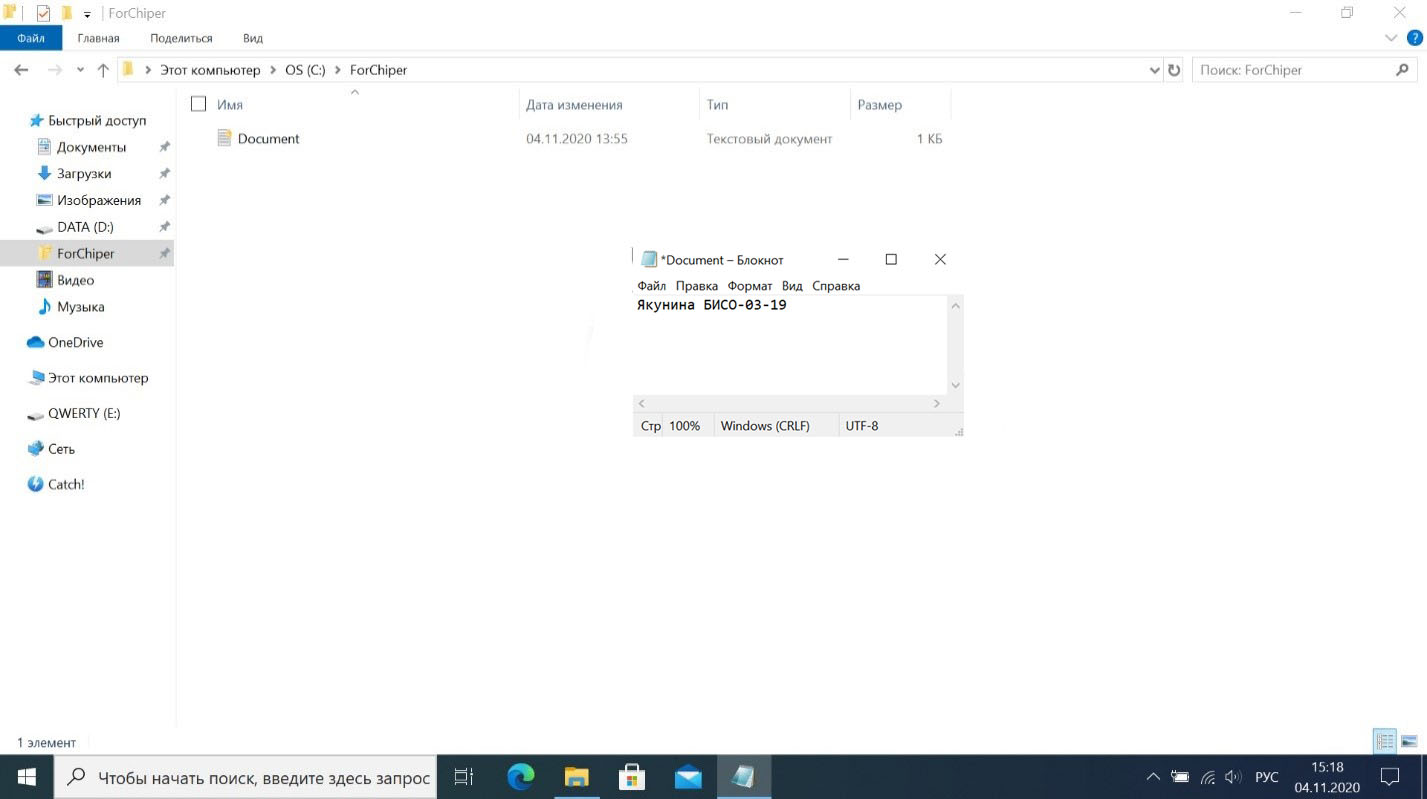 ForChiper
Файл Главная Поделиться Вид
Этот компьютер OS (C:) ForChiper
Поиск: ForChiper
Имя Дата изменения Тип Размер
Document 04.11.2020 13:55 Текстовый документ 1 КБ
Быстрый доступ
Документы
Загрузки
Изображения
DATA (D:)
ForChiper
Видео
Музыка
OneDrive
Этот компьютер
QWERTY (E:)
Сеть
Catch!
*Document – Блокнот
Файл Правка Формат Вид Справка
Якунина БИСО-03-19
Стр 100% Windows (CRLF) UTF-8
1 элемент
Чтобы начать поиск, введите здесь запрос
РУС
15:18
04.11.2020